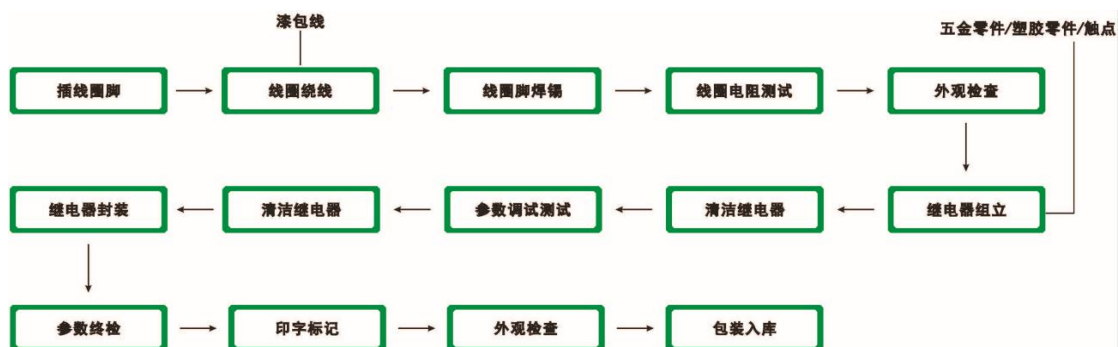 漆包线
五金零件/塑胶零件/触点
插线圈脚
线圈绕线
线圈脚焊锡
线圈电阻测试
外观检查
继电器封装
清洁继电器
参数调试测试
清洁继电器
继电器组立
参数终检
印字标记
外观检查
包装入库